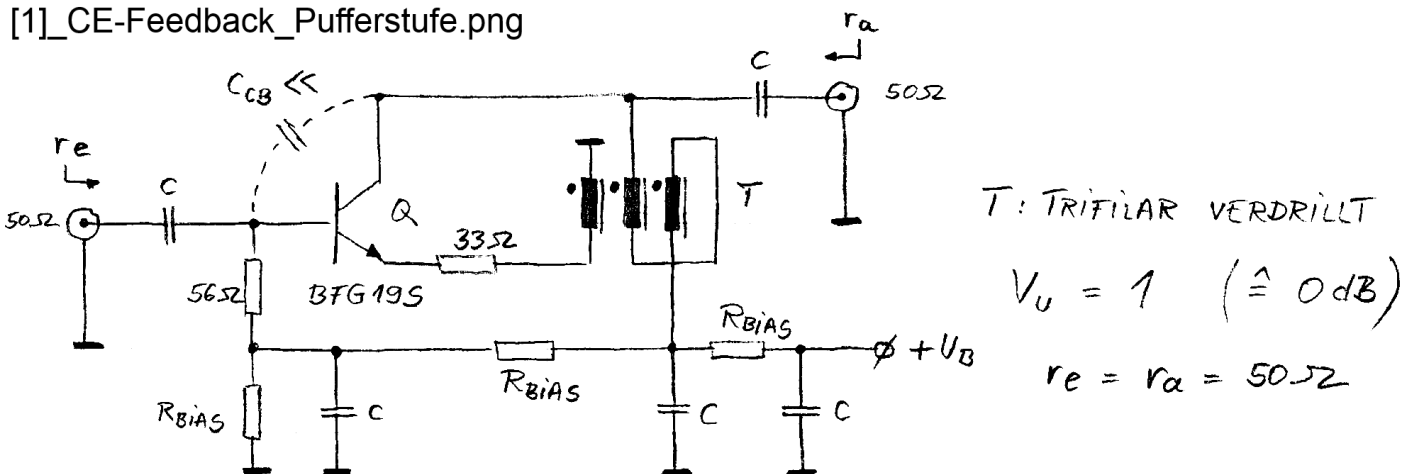 [1]_CE-Feedback_Pufferstufe.png
ra
C_CB <<
C
50Ω
re
C
50Ω
Q
T
33Ω
56Ω
BFG19S
T: TRIFILAR VERDRILLT
Vu = 1 (≙ 0dB)
re = ra = 50Ω
RBiAS
+UB
RBiAS
RBiAS
C
C
C